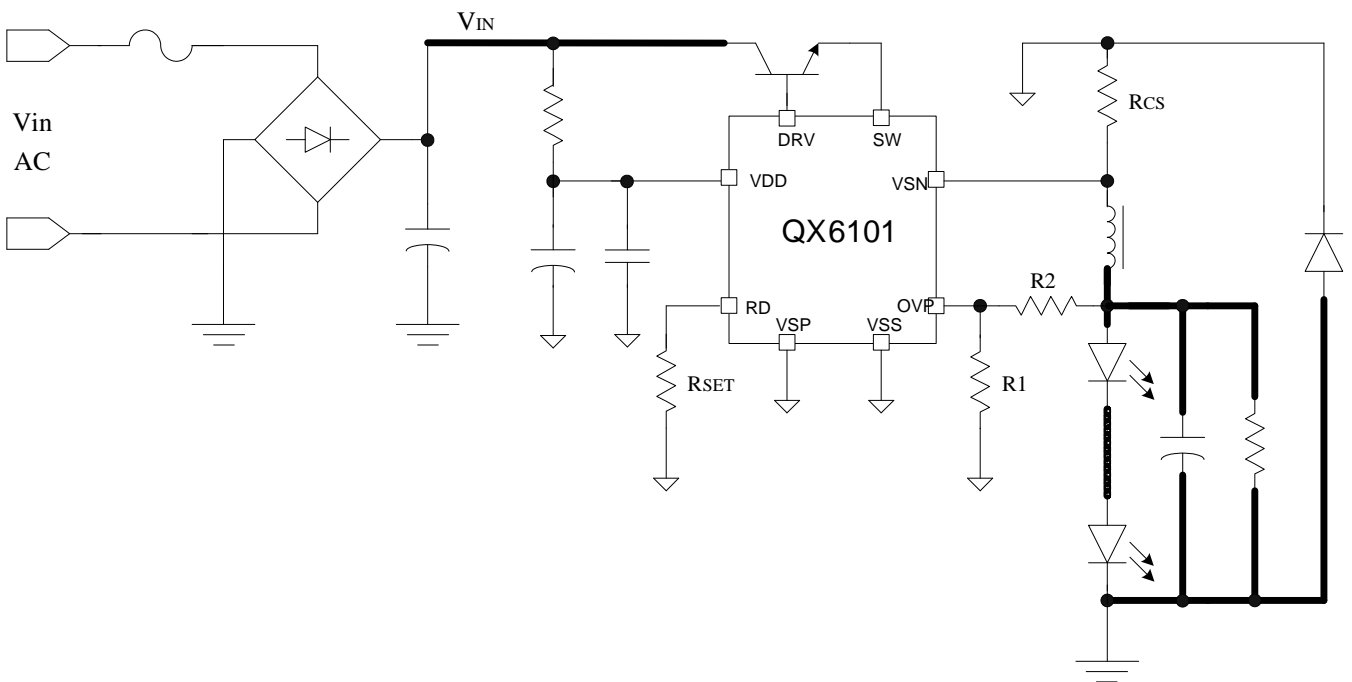 VIN
Vin
AC
RCS
DRV
SW
VDD
VSN
QX6101
R2
RD
OVP
VSP
VSS
RSET
R1